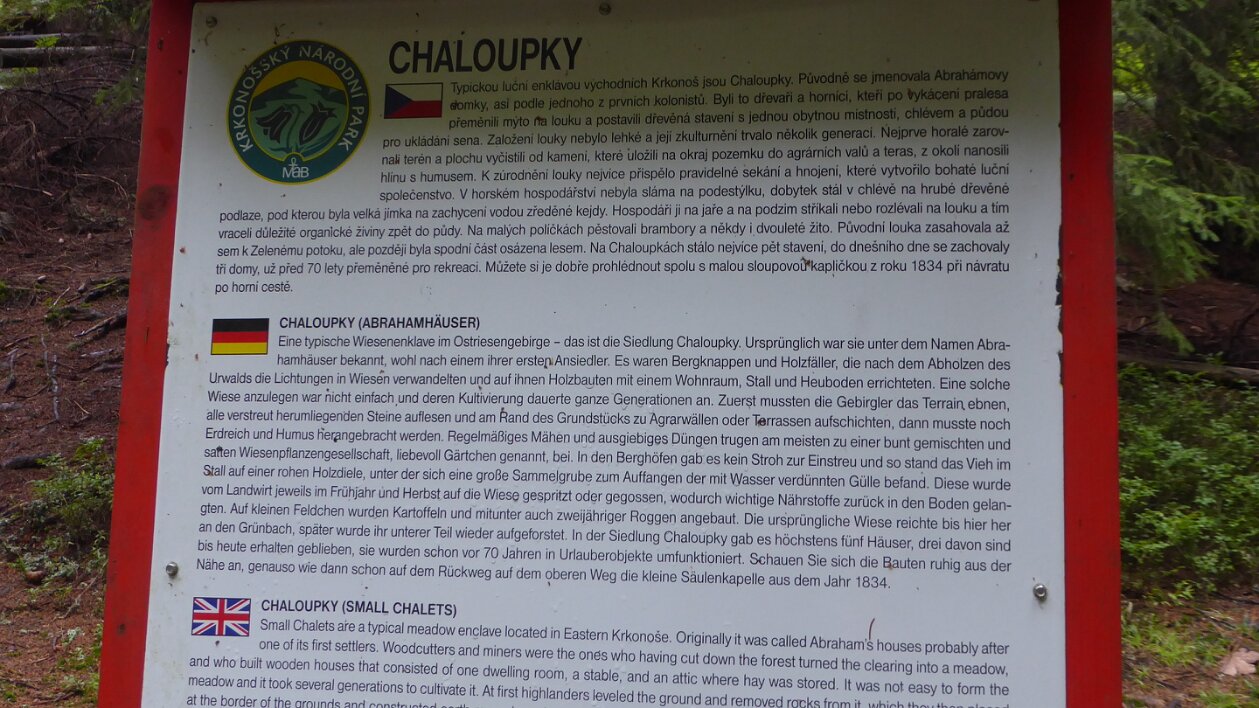 KRKONOŠSKÝ NÁRODNÍ PARK
MaB
CHALOUPKY
Typickou luční enklávou východních Krkonoš jsou Chaloupky. Původně se jmenovala Abrahámovy
domky, asi podle jednoho z prvních kolonistů. Byli to dřevaři a horníci, kteří po vykácení pralesa
přeměnili mýto na louku a postavili dřevěná stavení s jednou obytnou místností, chlévem a půdou
pro ukládání sena. Založení louky nebylo lehké a její zkulturnění trvalo několik generací. Nejprve horalé zarov-
nali terén a plochu vyčistili od kamení, které uložili na okraj pozemku do agrárních valů a teras, z okolí nanosili
hlínu s humusem. K zúrodnění louky nejvíce přispělo pravidelné sekání a hnojení, které vytvořilo bohaté luční
společenstvo. V horském hospodářství nebyla sláma na podestýlku, dobytek stál v chlévě na hrubé dřevěné
podlaze, pod kterou byla velká jímka na zachycení vodou zředěné kejdy. Hospodáři ji na jaře a na podzim stříkali nebo rozlévali na louku a tím
vraceli důležité organické živiny zpět do půdy. Na malých políčkách pěstovali brambory a někdy i dvouleté žito. Původní louka zasahovala až
sem k Zelenému potoku, ale později byla spodní část osázena lesem. Na Chaloupkách stálo nejvíce pět stavení, do dnešního dne se zachovaly
tři domy, už před 70 lety přeměněné pro rekreaci. Můžete si je dobře prohlédnout spolu s malou sloupovou kapličkou z roku 1834 při návratu
po horní cestě.
CHALOUPKY (ABRAHAMHÄUSER)
Eine typische Wiesenenklave im Ostriesengebirge – das ist die Siedlung Chaloupky. Ursprünglich war sie unter dem Namen Abra-
hamhäuser bekannt, wohl nach einem ihrer ersten Ansiedler. Es waren Bergknappen und Holzfäller, die nach dem Abholzen des
Urwalds die Lichtungen in Wiesen verwandelten und auf ihnen Holzbauten mit einem Wohnraum, Stall und Heuboden errichteten. Eine solche
Wiese anzulegen war nicht einfach und deren Kultivierung dauerte ganze Generationen an. Zuerst mussten die Gebirgler das Terrain ebnen,
alle verstreut herumliegenden Steine auflesen und am Rand des Grundstücks zu Agrarwällen oder Terrassen aufschichten, dann musste noch
Erdreich und Humus herangebracht werden. Regelmäßiges Mähen und ausgiebiges Düngen trugen am meisten zu einer bunt gemischten und
satten Wiesenpflanzengesellschaft, liebevoll Gärtchen genannt, bei. In den Berghöfen gab es kein Stroh zur Einstreu und so stand das Vieh im
Stall auf einer rohen Holzdiele, unter der sich eine große Sammelgrube zum Auffangen der mit Wasser verdünnten Gülle befand. Diese wurde
vom Landwirt jeweils im Frühjahr und Herbst auf die Wiese gespritzt oder gegossen, wodurch wichtige Nährstoffe zurück in den Boden gelan-
gten. Auf kleinen Feldchen wurden Kartoffeln und mitunter auch zweijähriger Roggen angebaut. Die ursprüngliche Wiese reichte bis hier her
an den Grünbach, später wurde ihr unterer Teil wieder aufgeforstet. In der Siedlung Chaloupky gab es höchstens fünf Häuser, drei davon sind
bis heute erhalten geblieben, sie wurden schon vor 70 Jahren in Urlauberobjekte umfunktioniert. Schauen Sie sich die Bauten ruhig aus der
Nähe an, genauso wie dann schon auf dem Rückweg auf dem oberen Weg die kleine Säulenkapelle aus dem Jahr 1834.
CHALOUPKY (SMALL CHALETS)
Small Chalets are a typical meadow enclave located in Eastern Krkonoše. Originally it was called Abraham's houses probably after
one of its first settlers. Woodcutters and miners were the ones who having cut down the forest turned the clearing into a meadow,
and who built wooden houses that consisted of one dwelling room, a stable, and an attic where hay was stored. It was not easy to form the
meadow and it took several generations to cultivate it. At first highlanders leveled the ground and removed rocks from it, which they then placed
at the border of the grounds and constructed